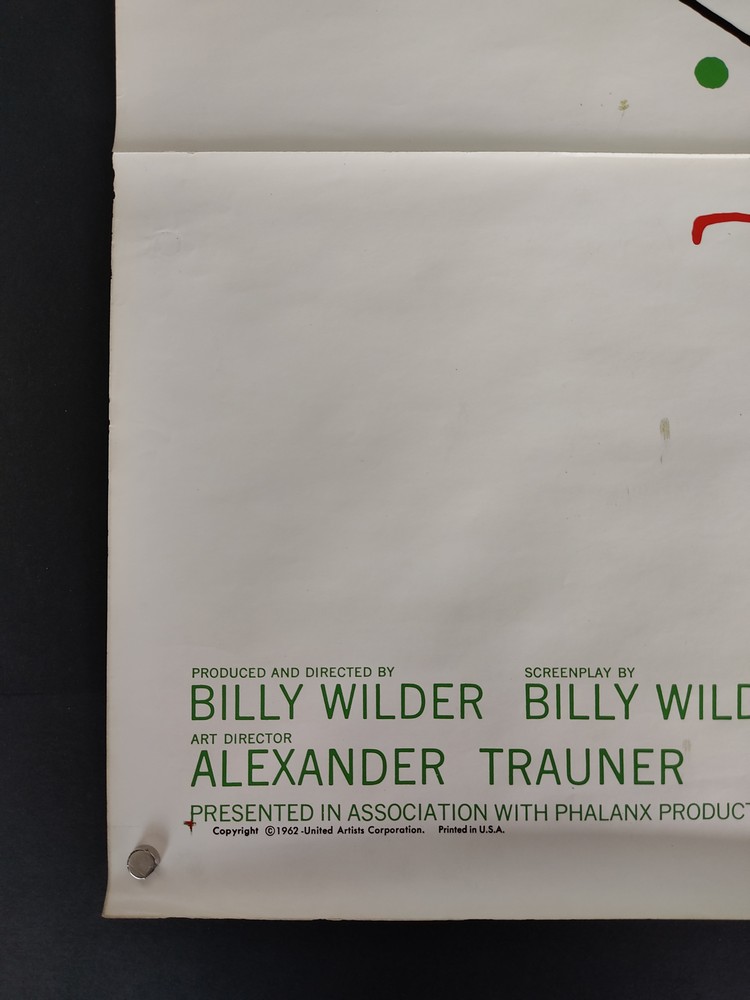 PRODUCED AND DIRECTED BY SCREENPLAY BY
BILLY WILDER BILLY WILD
ART DIRECTOR
ALEXANDER TRAUNER
PRESENTED IN ASSOCIATION WITH PHALANX PRODUCT
Copyright ©1962-United Artists Corporation. Printed in U.S.A.